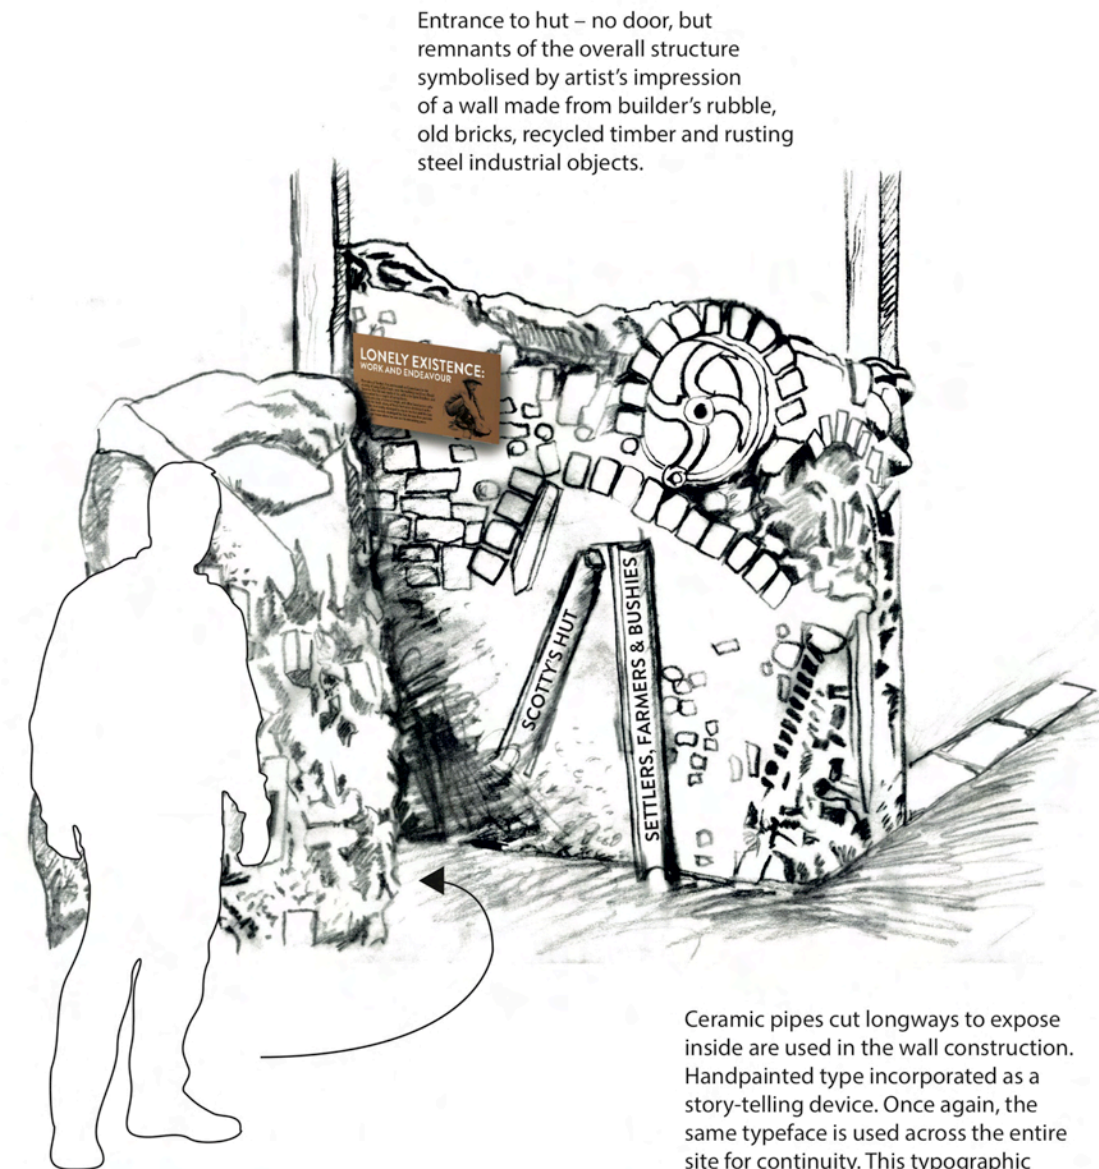 Entrance to hut – no door, but
remnants of the overall structure
symbolised by artist’s impression
of a wall made from builder’s rubble,
old bricks, recycled timber and rusting
steel industrial objects.
LONELY EXISTENCE:
WORK AND ENDEAVOUR
SCOTTY'S HUT
SETTLERS, FARMERS & BUSHIES
Ceramic pipes cut longways to expose
inside are used in the wall construction.
Handpainted type incorporated as a
story-telling device. Once again, the
same typeface is used across the entire
site for continuity. This typographic